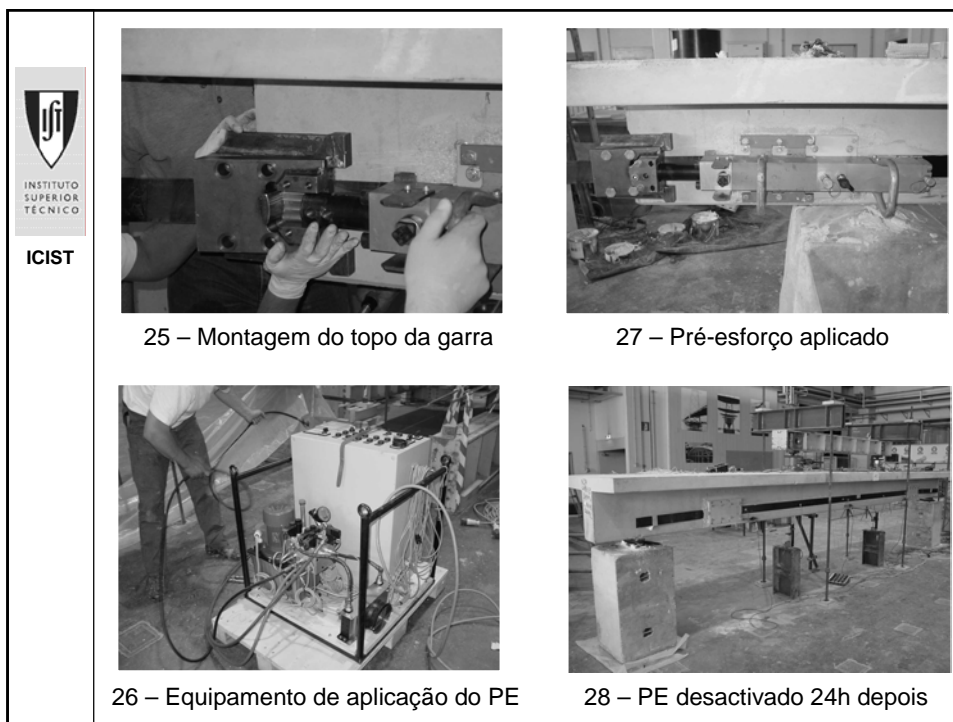 INSTITUTO
SUPERIOR
TÉCNICO
ICIST
25 – Montagem do topo da garra
27 – Pré-esforço aplicado
26 – Equipamento de aplicação do PE
28 – PE desactivado 24h depois